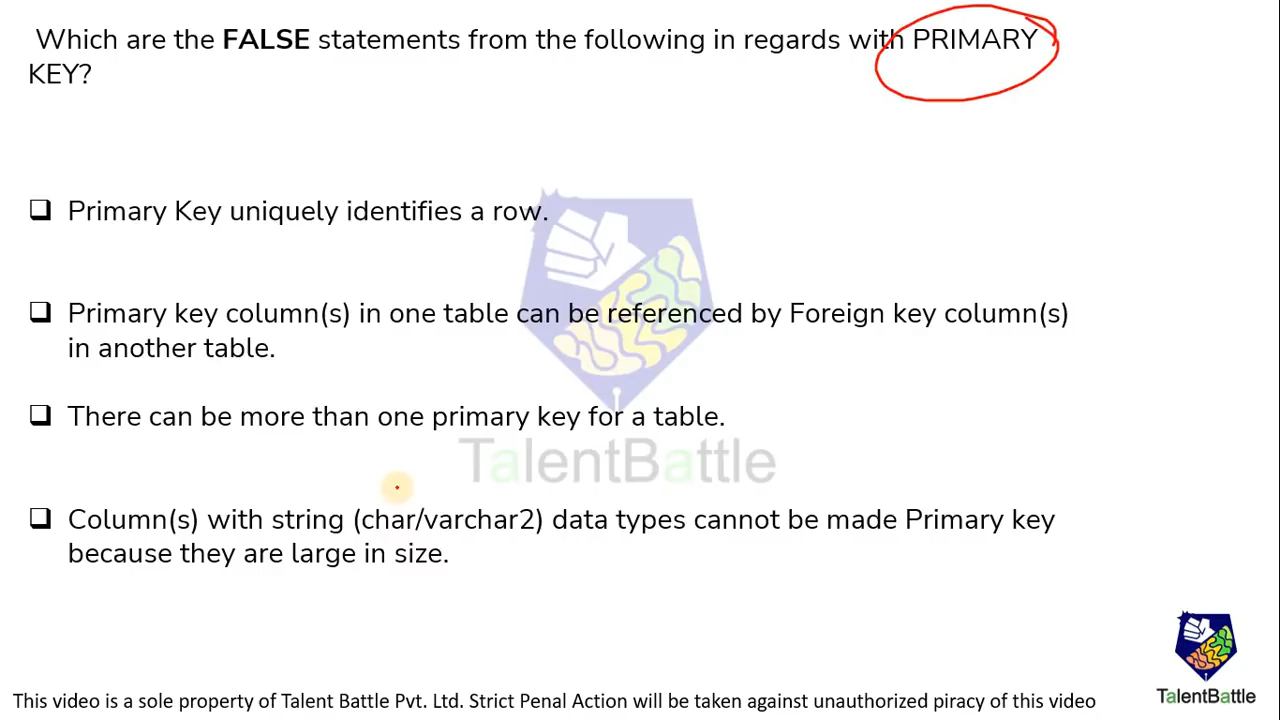 Which are the FALSE statements from the following in regards with PRIMARY
KEY?
❑ Primary Key uniquely identifies a row.
❑ Primary key column(s) in one table can be referenced by Foreign key column(s)
in another table.
❑ There can be more than one primary key for a table.
TalentBattle
❑ Column(s) with string (char/varchar2) data types cannot be made Primary key
because they are large in size.
TalentBattle
This video is a sole property of Talent Battle Pvt. Ltd. Strict Penal Action will be taken against unauthorized piracy of this video